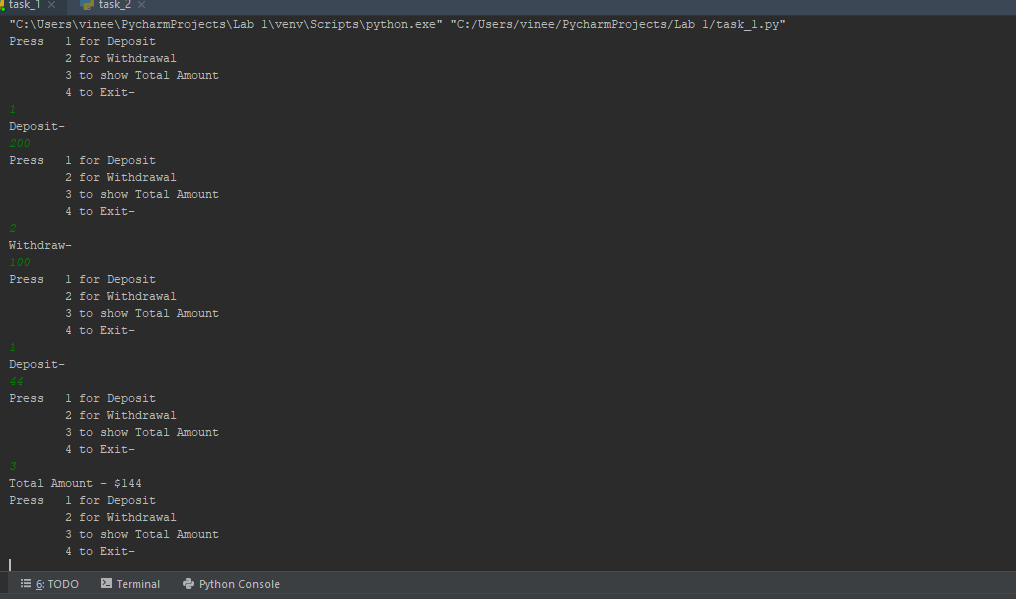 task_1 × task_2 ×
"C:\Users\vinee\PycharmProjects\Lab 1\venv\Scripts\python.exe" "C:/Users/vinee/PycharmProjects/Lab 1/task_1.py"
Press   1 for Deposit
        2 for Withdrawal
        3 to show Total Amount
        4 to Exit-
1
Deposit-
200
Press   1 for Deposit
        2 for Withdrawal
        3 to show Total Amount
        4 to Exit-
2
Withdraw-
100
Press   1 for Deposit
        2 for Withdrawal
        3 to show Total Amount
        4 to Exit-
1
Deposit-
44
Press   1 for Deposit
        2 for Withdrawal
        3 to show Total Amount
        4 to Exit-
3
Total Amount - $144
Press   1 for Deposit
        2 for Withdrawal
        3 to show Total Amount
        4 to Exit-
6: TODO Terminal Python Console